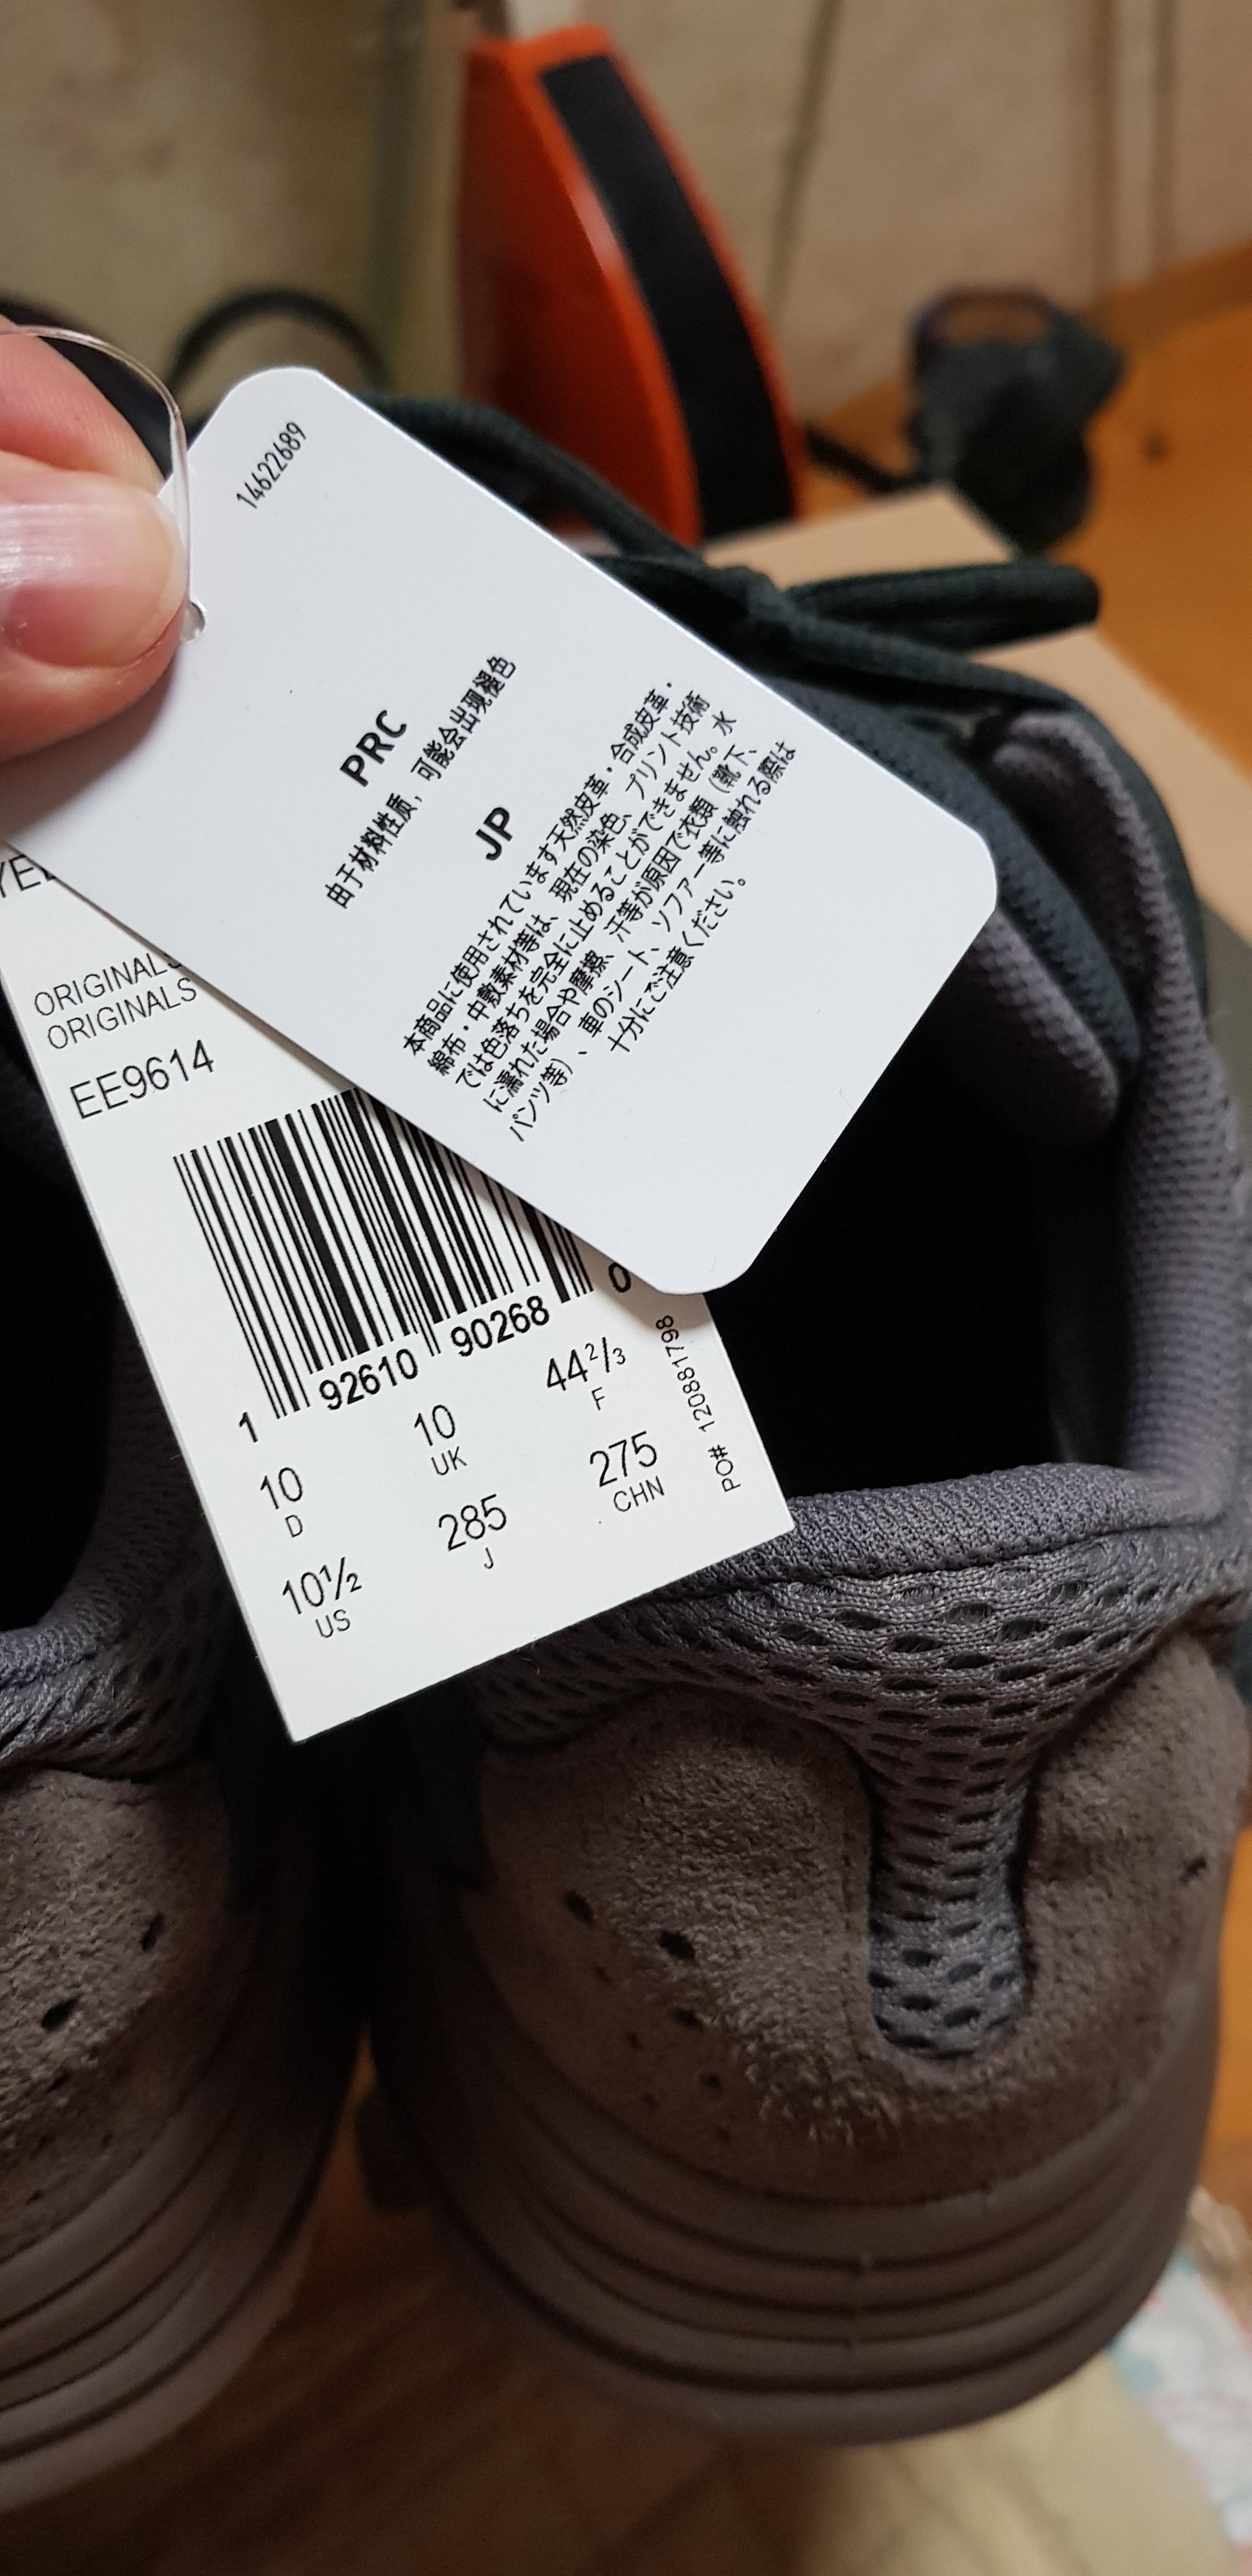 14622689
PRC
由于材料性质，可能会出现褪色
JP
本商品に使用されています天然皮革・合成皮革・
綿布・中敷素材等は、現在の染色、プリント技術
では色落ちを完全に止めることができません。水
に濡れた場合や摩擦、汗等が原因で衣類（靴下、
パンツ等）、車のシート、ソファー等に触れる際は
十分にご注意ください。
ORIGINALS
ORIGINALS
EE9614
1 92610 90268 0
10 D
10 UK
44 2/3 F
10½ US
285 J
275 CHN
PO# 120881798